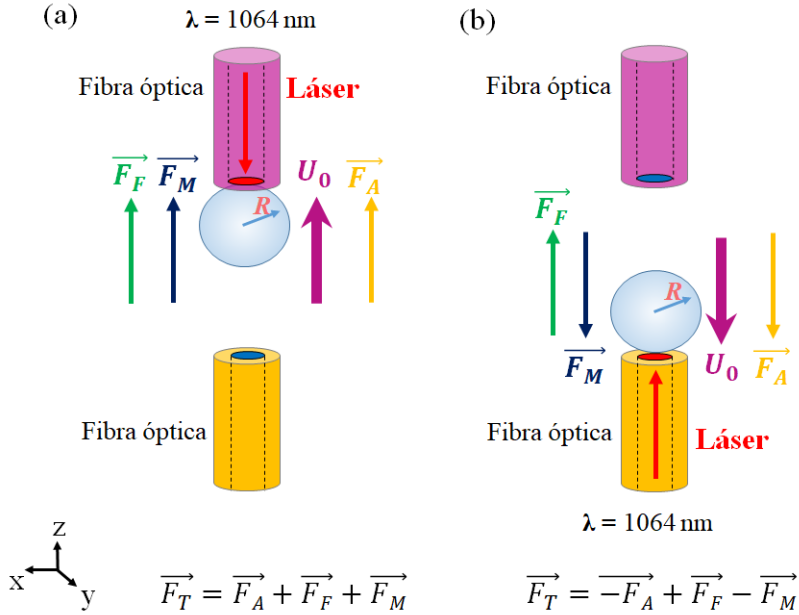 (a)
λ = 1064 nm
Fibra óptica
Láser
F_F
F_M
U_0
F_A
R
Fibra óptica
z
x
y
F_T = F_A + F_F + F_M
(b)
Fibra óptica
F_F
R
F_M
U_0
F_A
Fibra óptica
Láser
λ = 1064 nm
F_T = −F_A + F_F − F_M